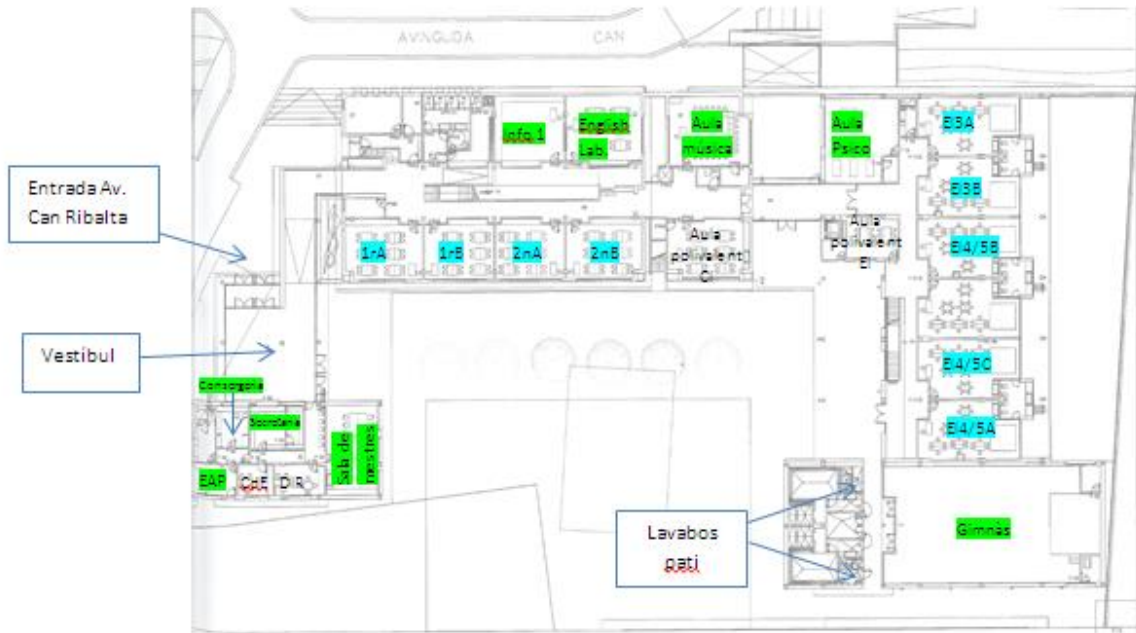 AVINGUDA CAN
Info 1
English
Lab.
Aula
música
Aula
Psico
EI3A
Entrada Av.
Can Ribalta
EI3B
1rA
1rB
2nA
2nB
Aula
polivalent
CI
Aula
polivalent
EI
EI4/5B
Vestíbul
EI4/5C
Consergeria
Secretaria
EI4/5A
Sala de
mestres
EAP
CdE
DIR
Lavabos
pati
Gimnàs